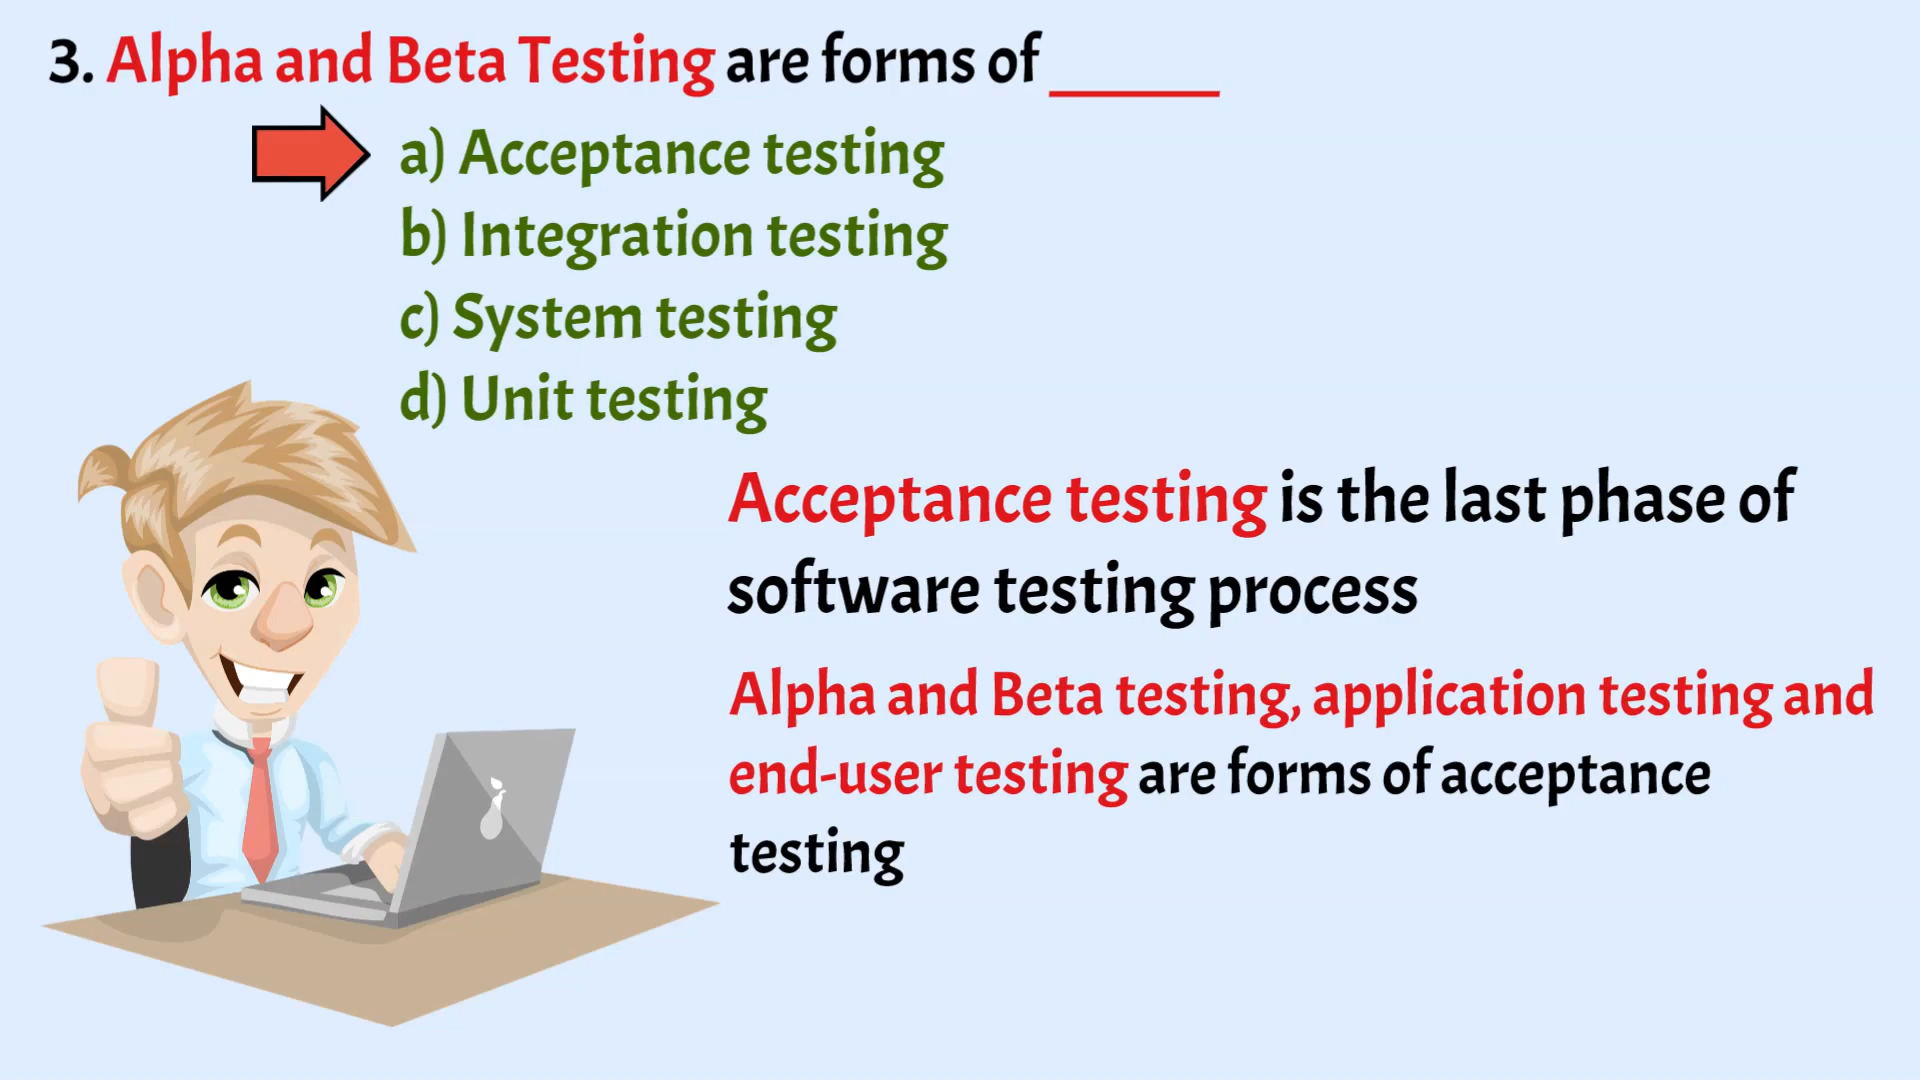 3. Alpha and Beta Testing are forms of ______
a) Acceptance testing
b) Integration testing
c) System testing
d) Unit testing
Acceptance testing is the last phase of
software testing process
Alpha and Beta testing, application testing and
end-user testing are forms of acceptance
testing